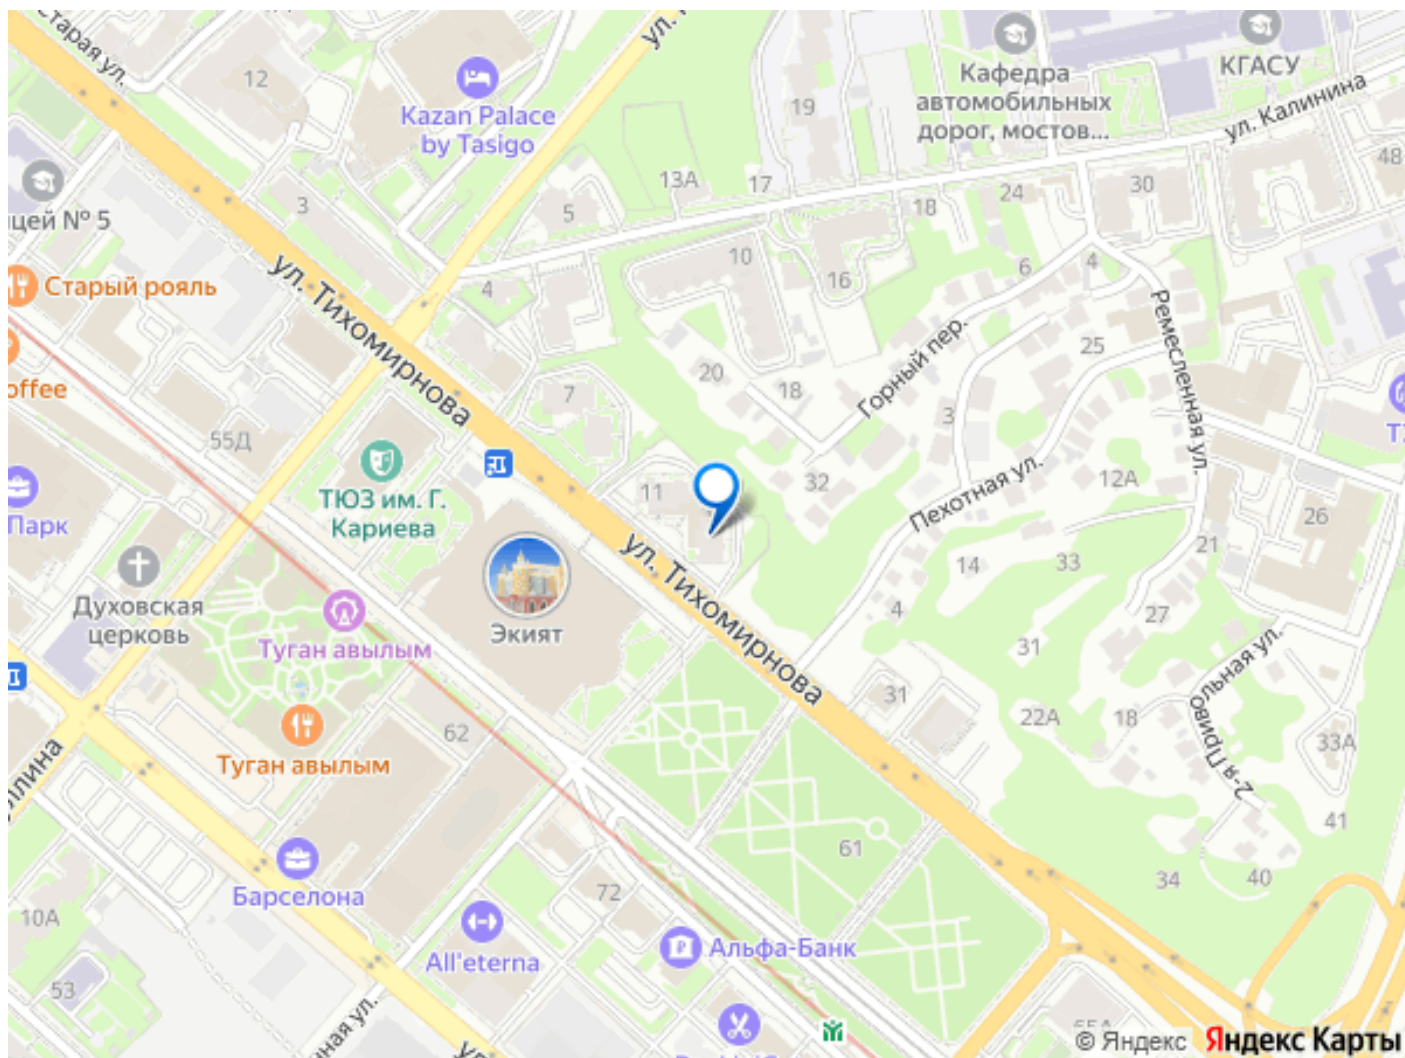 Старая ул.
12
Kazan Palace
by Tasigo
Кафедра
автомобильных
дорог, мостов...
КГАСУ
ул. Калинина
19
48
13А
17
30
24
18
5
3
цей № 5
Старый рояль
offee
ул. Тихомирнова
4
10
16
6
4
Горный пер.
Ремесленная ул.
25
20
18
3
7
55Д
ТЮЗ им. Г.
Кариева
11
32
Пехотная ул.
12А
26
Парк
Духовская
церковь
Экият
ул. Тихомирнова
14
33
21
27
4
31
Туган авылым
31
22А
18
2-я Привольная ул.
33А
41
62
Туган авылым
61
34
40
Барселона
72
10А
All'eterna
Альфа-Банк
53
© Яндекс
Яндекс Карты